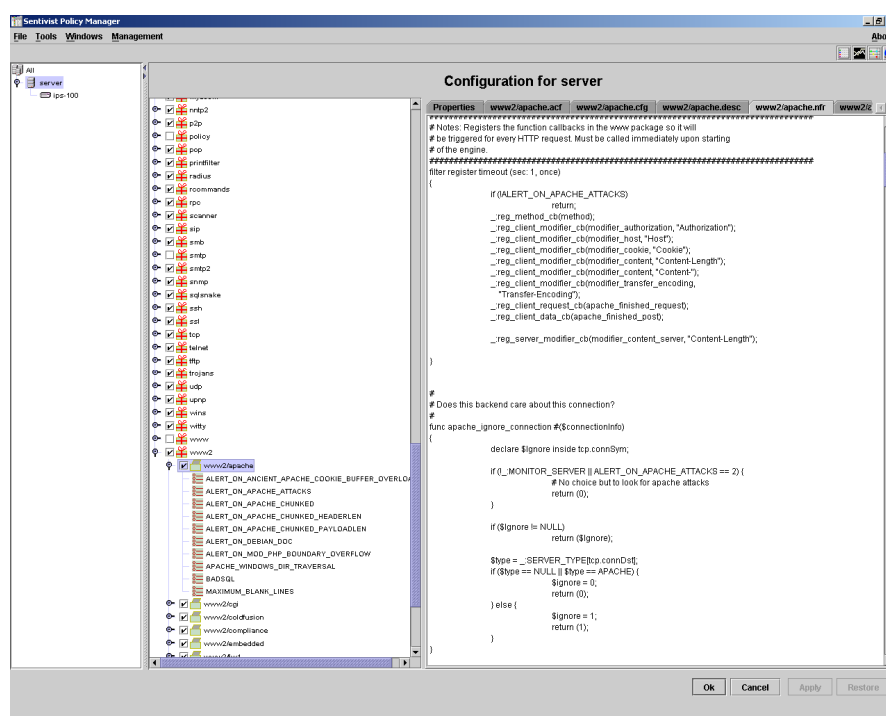 Sentivist Policy Manager
File Tools Windows Management
Abo
All
server
ips-100
Configuration for server
nntp2
p2p
policy
pop
printfilter
radius
rcommands
rpc
scanner
sip
smb
smtp
smtp2
snmp
sqlsnake
ssh
ssl
tcp
telnet
tftp
trojans
udp
upnp
wins
witty
www
www2
www2/apache
ALERT_ON_ANCIENT_APACHE_COOKIE_BUFFER_OVERLOA
ALERT_ON_APACHE_ATTACKS
ALERT_ON_APACHE_CHUNKED
ALERT_ON_APACHE_CHUNKED_HEADERLEN
ALERT_ON_APACHE_CHUNKED_PAYLOADLEN
ALERT_ON_DEBIAN_DOC
ALERT_ON_MOD_PHP_BOUNDARY_OVERFLOW
APACHE_WINDOWS_DIR_TRAVERSAL
BADSQL
MAXIMUM_BLANK_LINES
www2/cgi
www2/coldfusion
www2/compliance
www2/embedded
Properties www2/apache.acf www2/apache.cfg www2/apache.desc www2/apache.nfr www2/c
# Notes: Registers the function callbacks in the www package so it will
# be triggered for every HTTP request. Must be called immediately upon starting
# of the engine.
################################################################################
filter register timeout (sec: 1, once)
{
if (!ALERT_ON_APACHE_ATTACKS)
return;
_:reg_method_cb(method);
_:reg_client_modifier_cb(modifier_authorization, "Authorization");
_:reg_client_modifier_cb(modifier_host, "Host");
_:reg_client_modifier_cb(modifier_cookie, "Cookie");
_:reg_client_modifier_cb(modifier_content, "Content-Length");
_:reg_client_modifier_cb(modifier_content, "Content-");
_:reg_client_modifier_cb(modifier_transfer_encoding,
"Transfer-Encoding");
_:reg_client_request_cb(apache_finished_request);
_:reg_client_data_cb(apache_finished_post);
_:reg_server_modifier_cb(modifier_content_server, "Content-Length");
}
#
# Does this backend care about this connection?
#
func apache_ignore_connection #($connectionInfo)
{
declare $Ignore inside tcp.connSym;
if (!_:MONITOR_SERVER || ALERT_ON_APACHE_ATTACKS == 2) {
# No choice but to look for apache attacks
return (0);
}
if ($Ignore != NULL)
return ($Ignore);
$type = _:SERVER_TYPE[tcp.connDst];
if ($type == NULL || $type == APACHE) {
$ignore = 0;
return (0);
} else {
$ignore = 1;
return (1);
}
}
Ok Cancel Apply Restore